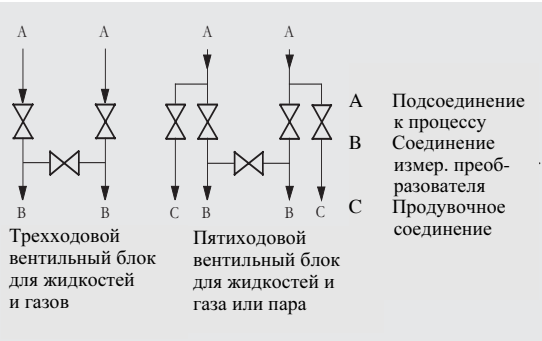 A A A A
B B C B B C
Трехходовой
вентильный блок
для жидкостей
и газов
Пятиходовой
вентильный блок
для жидкостей и
газа или пара
A Подсоединение
к процессу
B Соединение
измер. преоб-
разователя
C Продувочное
соединение